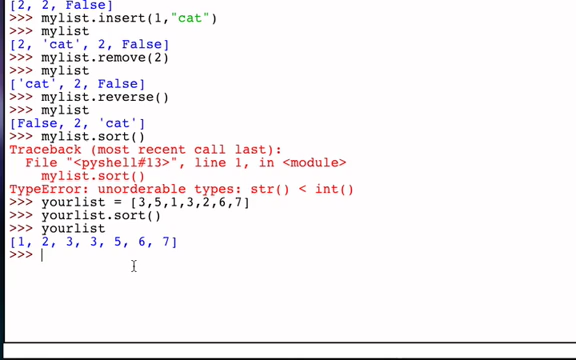 [2, 2, False]
>>> mylist.insert(1,"cat")
>>> mylist
[2, 'cat', 2, False]
>>> mylist.remove(2)
>>> mylist
['cat', 2, False]
>>> mylist.reverse()
>>> mylist
[False, 2, 'cat']
>>> mylist.sort()
Traceback (most recent call last):
  File "<pyshell#13>", line 1, in <module>
    mylist.sort()
TypeError: unorderable types: str() < int()
>>> yourlist = [3,5,1,3,2,6,7]
>>> yourlist.sort()
>>> yourlist
[1, 2, 3, 3, 5, 6, 7]
>>>